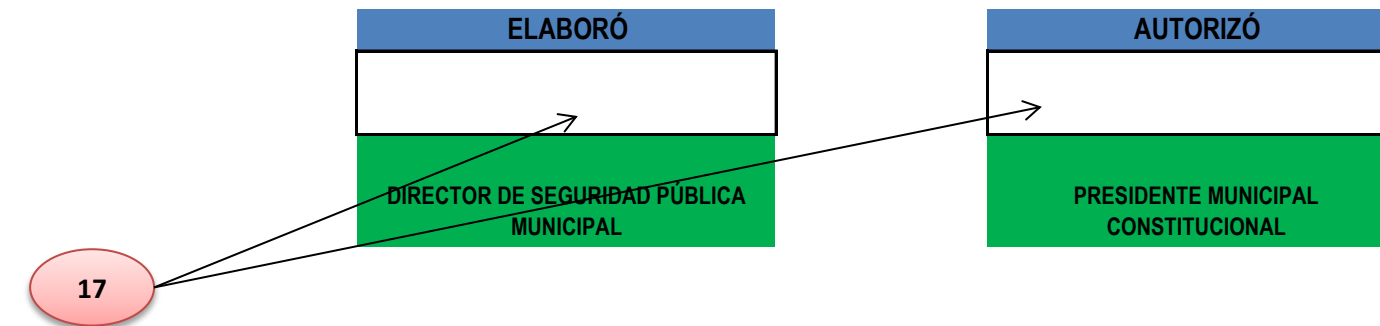 ELABORÓ
AUTORIZÓ
DIRECTOR DE SEGURIDAD PÚBLICA
MUNICIPAL
PRESIDENTE MUNICIPAL
CONSTITUCIONAL
17